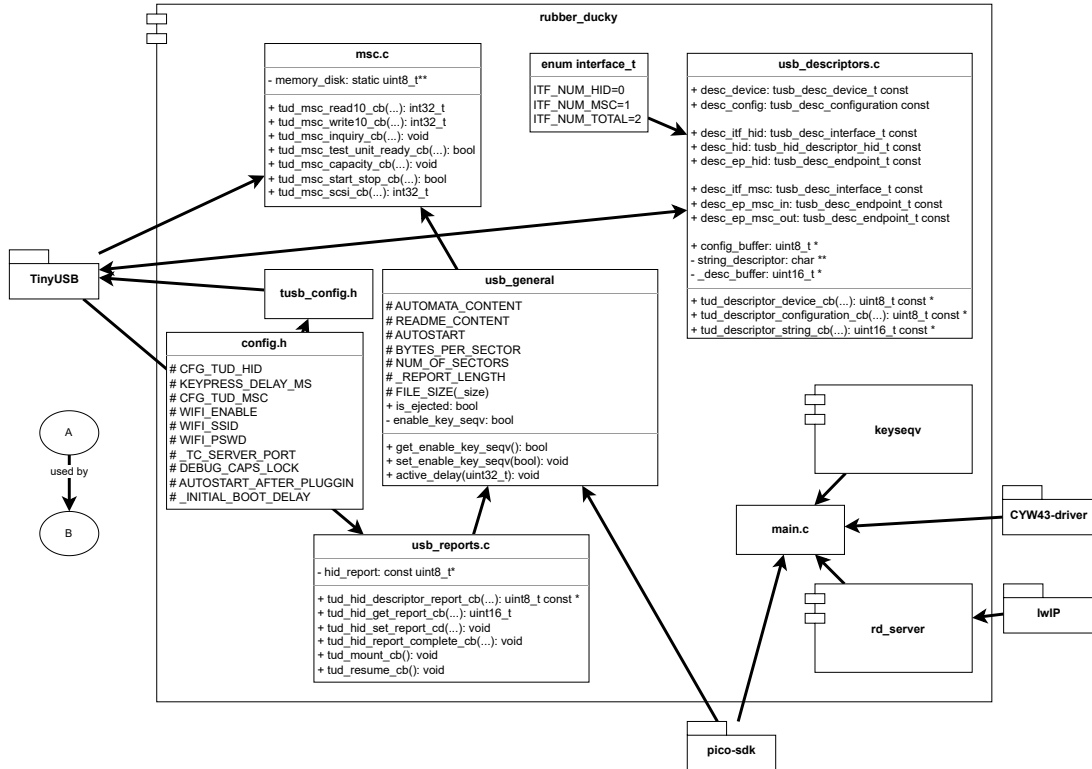 rubber_ducky
msc.c
- memory_disk: static uint8_t**
+ tud_msc_read10_cb(...): int32_t
+ tud_msc_write10_cb(...): int32_t
+ tud_msc_inquiry_cb(...): void
+ tud_msc_test_unit_ready_cb(...): bool
+ tud_msc_capacity_cb(...): void
+ tud_msc_start_stop_cb(...): bool
+ tud_msc_scsi_cb(...): int32_t
enum interface_t
ITF_NUM_HID=0
ITF_NUM_MSC=1
ITF_NUM_TOTAL=2
usb_descriptors.c
+ desc_device: tusb_desc_device_t const
+ desc_config: tusb_desc_configuration const
+ desc_itf_hid: tusb_desc_interface_t const
+ desc_hid: tusb_hid_descriptor_hid_t const
+ desc_ep_hid: tusb_desc_endpoint_t const
+ desc_itf_msc: tusb_desc_interface_t const
+ desc_ep_msc_in: tusb_desc_endpoint_t const
+ desc_ep_msc_out: tusb_desc_endpoint_t const
+ config_buffer: uint8_t *
- string_descriptor: char **
- _desc_buffer: uint16_t *
+ tud_descriptor_device_cb(...): uint8_t const *
+ tud_descriptor_configuration_cb(...): uint8_t const *
+ tud_descriptor_string_cb(...): uint16_t const *
TinyUSB
tusb_config.h
config.h
# CFG_TUD_HID
# KEYPRESS_DELAY_MS
# CFG_TUD_MSC
# WIFI_ENABLE
# WIFI_SSID
# WIFI_PSWD
# _TC_SERVER_PORT
# DEBUG_CAPS_LOCK
# AUTOSTART_AFTER_PLUGGIN
# _INITIAL_BOOT_DELAY
usb_general
# AUTOMATA_CONTENT
# README_CONTENT
# AUTOSTART
# BYTES_PER_SECTOR
# NUM_OF_SECTORS
# _REPORT_LENGTH
# FILE_SIZE(_size)
+ is_ejected: bool
- enable_key_seqv: bool
+ get_enable_key_seqv(): bool
+ set_enable_key_seqv(bool): void
+ active_delay(uint32_t): void
A
used by
B
keyseqv
main.c
CYW43-driver
rd_server
lwIP
usb_reports.c
- hid_report: const uint8_t*
+ tud_hid_descriptor_report_cb(...): uint8_t const *
+ tud_hid_get_report_cb(...): uint16_t
+ tud_hid_set_report_cd(...): void
+ tud_hid_report_complete_cb(...): void
+ tud_mount_cb(): void
+ tud_resume_cb(): void
pico-sdk